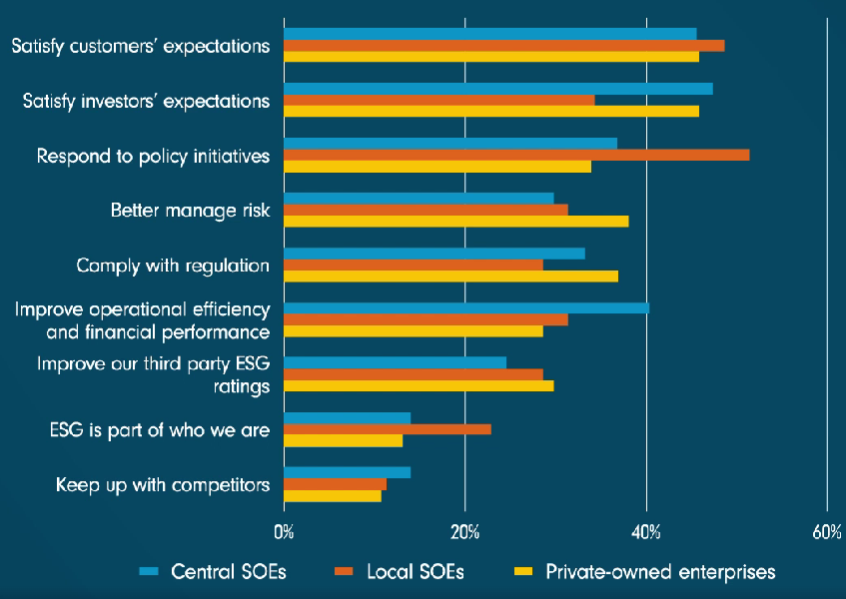 Satisfy customers' expectations
Satisfy investors' expectations
Respond to policy initiatives
Better manage risk
Comply with regulation
Improve operational efficiency
and financial performance
Improve our third party ESG
ratings
ESG is part of who we are
Keep up with competitors
0% 20% 40% 60%
Central SOEs Local SOEs Private-owned enterprises